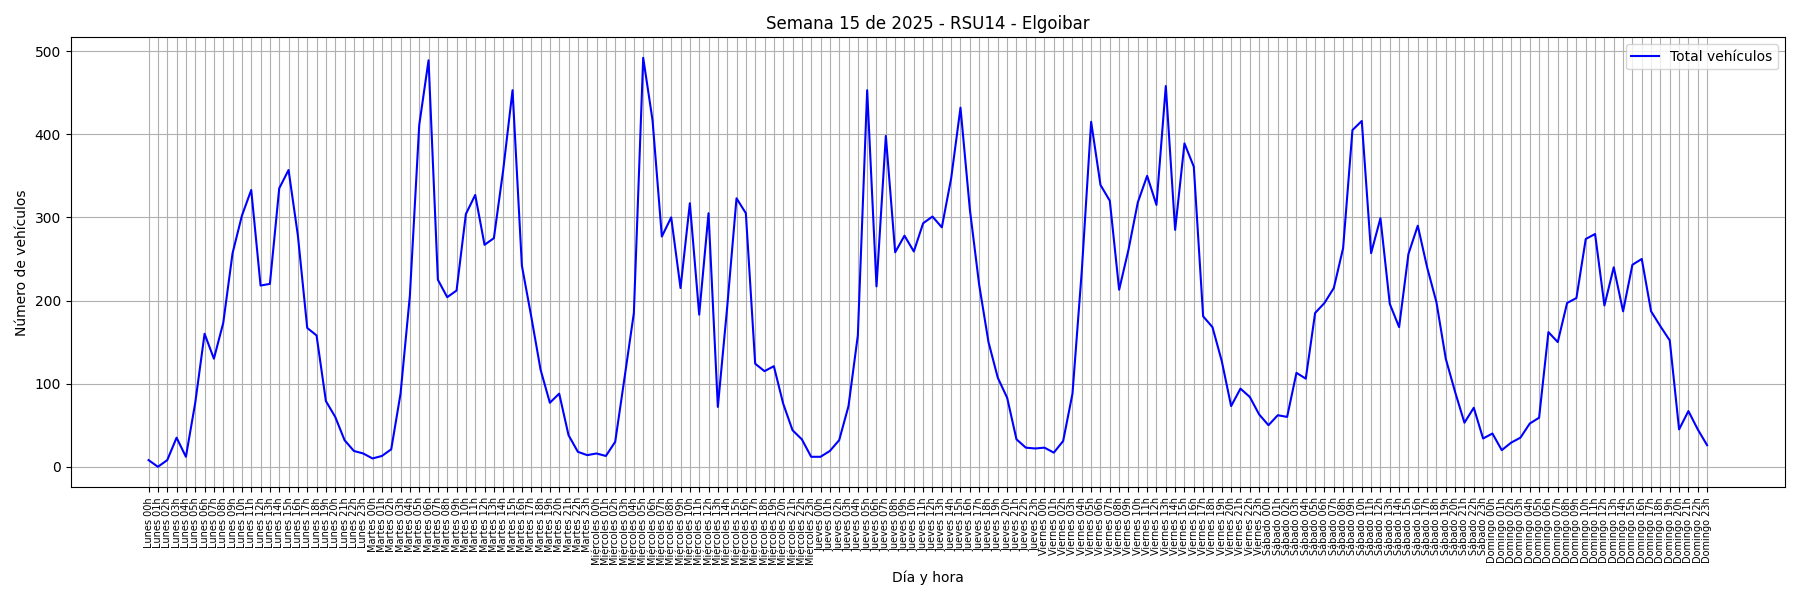 Semana 15 de 2025 - RSU14 - Elgoibar
Total vehículos
Número de vehículos
500
400
300
200
100
0
Lunes 00h
Lunes 01h
Lunes 02h
Lunes 03h
Lunes 04h
Lunes 05h
Lunes 06h
Lunes 07h
Lunes 08h
Lunes 09h
Lunes 10h
Lunes 11h
Lunes 12h
Lunes 13h
Lunes 14h
Lunes 15h
Lunes 16h
Lunes 17h
Lunes 18h
Lunes 19h
Lunes 20h
Lunes 21h
Lunes 22h
Lunes 23h
Martes 00h
Martes 01h
Martes 02h
Martes 03h
Martes 04h
Martes 05h
Martes 06h
Martes 07h
Martes 08h
Martes 09h
Martes 10h
Martes 11h
Martes 12h
Martes 13h
Martes 14h
Martes 15h
Martes 16h
Martes 17h
Martes 18h
Martes 19h
Martes 20h
Martes 21h
Martes 22h
Martes 23h
Miércoles 00h
Miércoles 01h
Miércoles 02h
Miércoles 03h
Miércoles 04h
Miércoles 05h
Miércoles 06h
Miércoles 07h
Miércoles 08h
Miércoles 09h
Miércoles 10h
Miércoles 11h
Miércoles 12h
Miércoles 13h
Miércoles 14h
Miércoles 15h
Miércoles 16h
Miércoles 17h
Miércoles 18h
Miércoles 19h
Miércoles 20h
Miércoles 21h
Miércoles 22h
Miércoles 23h
Jueves 00h
Jueves 01h
Jueves 02h
Jueves 03h
Jueves 04h
Jueves 05h
Jueves 06h
Jueves 07h
Jueves 08h
Jueves 09h
Jueves 10h
Jueves 11h
Jueves 12h
Jueves 13h
Jueves 14h
Jueves 15h
Jueves 16h
Jueves 17h
Jueves 18h
Jueves 19h
Jueves 20h
Jueves 21h
Jueves 22h
Jueves 23h
Viernes 00h
Viernes 01h
Viernes 02h
Viernes 03h
Viernes 04h
Viernes 05h
Viernes 06h
Viernes 07h
Viernes 08h
Viernes 09h
Viernes 10h
Viernes 11h
Viernes 12h
Viernes 13h
Viernes 14h
Viernes 15h
Viernes 16h
Viernes 17h
Viernes 18h
Viernes 19h
Viernes 20h
Viernes 21h
Viernes 22h
Viernes 23h
Sábado 00h
Sábado 01h
Sábado 02h
Sábado 03h
Sábado 04h
Sábado 05h
Sábado 06h
Sábado 07h
Sábado 08h
Sábado 09h
Sábado 10h
Sábado 11h
Sábado 12h
Sábado 13h
Sábado 14h
Sábado 15h
Sábado 16h
Sábado 17h
Sábado 18h
Sábado 19h
Sábado 20h
Sábado 21h
Sábado 22h
Sábado 23h
Domingo 00h
Domingo 01h
Domingo 02h
Domingo 03h
Domingo 04h
Domingo 05h
Domingo 06h
Domingo 07h
Domingo 08h
Domingo 09h
Domingo 10h
Domingo 11h
Domingo 12h
Domingo 13h
Domingo 14h
Domingo 15h
Domingo 16h
Domingo 17h
Domingo 18h
Domingo 19h
Domingo 20h
Domingo 21h
Domingo 22h
Domingo 23h
Día y hora